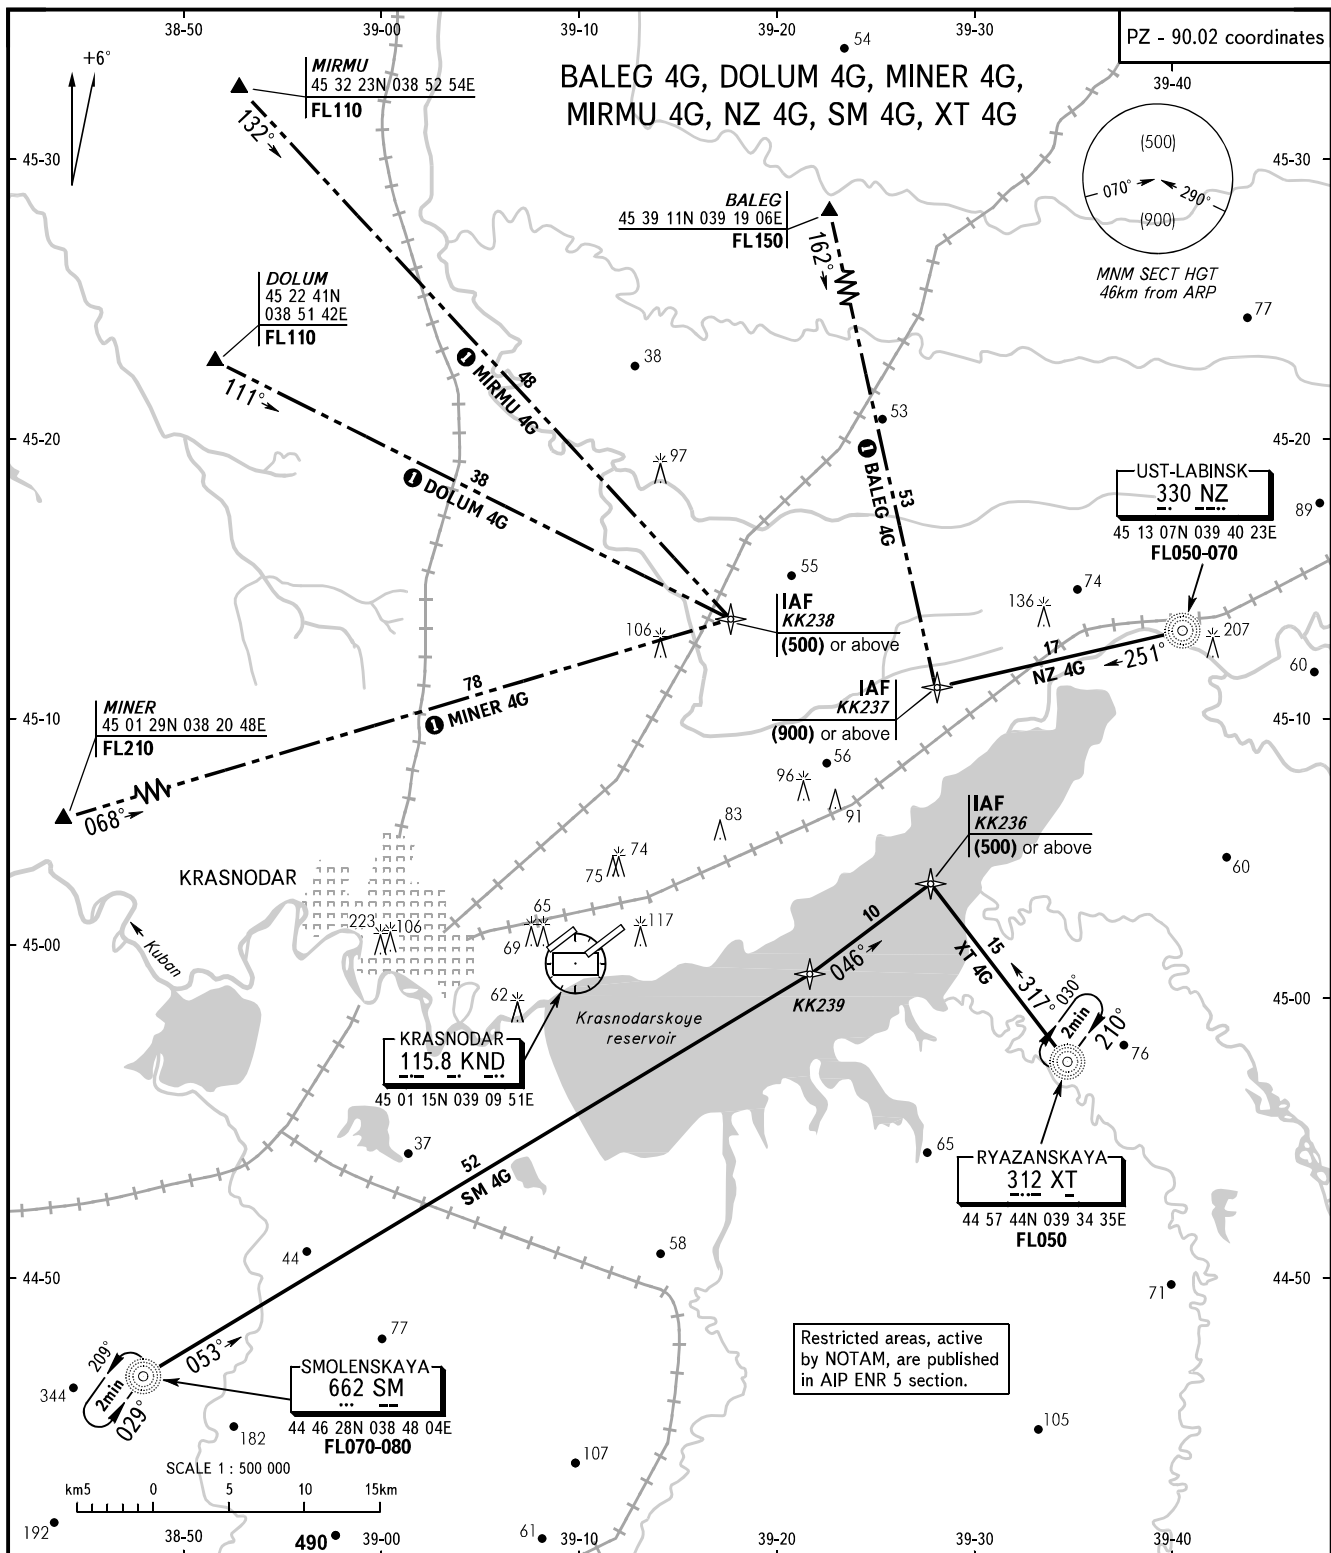 38-50
39-00
39-10
39-20
39-30
PZ - 90.02 coordinates
+6°
54
39-40
MIRMU
45 32 23N 038 52 54E
FL110
BALEG 4G, DOLUM 4G, MINER 4G,
MIRMU 4G, NZ 4G, SM 4G, XT 4G
132°
(500)
070°
290°
(900)
MNM SECT HGT
46km from ARP
45-30
45-30
BALEG
45 39 11N 039 19 06E
FL150
162°
DOLUM
45 22 41N
038 51 42E
FL110
111°
77
38
1 MIRMU 4G
48
53
45-20
45-20
97
38
1 DOLUM 4G
1 BALEG 4G
53
UST-LABINSK
330 NZ
45 13 07N 039 40 23E
FL050-070
89
55
74
136
IAF
KK238
(500) or above
106
207
17
NZ 4G
251°
60
78
1 MINER 4G
IAF
KK237
(900) or above
MINER
45 01 29N 038 20 48E
FL210
45-10
45-10
068°
56
96
91
83
IAF
KK236
(500) or above
74
75
60
KRASNODAR
223
106
65
69
117
10
45-00
046°
15
XT 4G
Kuban
KK239
317°
030°
2min
210°
45-00
62
Krasnodarskoye
reservoir
76
KRASNODAR
115.8 KND
45 01 15N 039 09 51E
37
65
52
SM 4G
RYAZANSKAYA
312 XT
44 57 44N 039 34 35E
FL050
44
58
44-50
44-50
71
77
Restricted areas, active
by NOTAM, are published
in AIP ENR 5 section.
209°
2min
029°
053°
344
SMOLENSKAYA
662 SM
44 46 28N 038 48 04E
FL070-080
182
105
107
SCALE 1 : 500 000
km5
0
5
10
15km
192
38-50
490
39-00
61
39-10
39-20
39-30
39-40